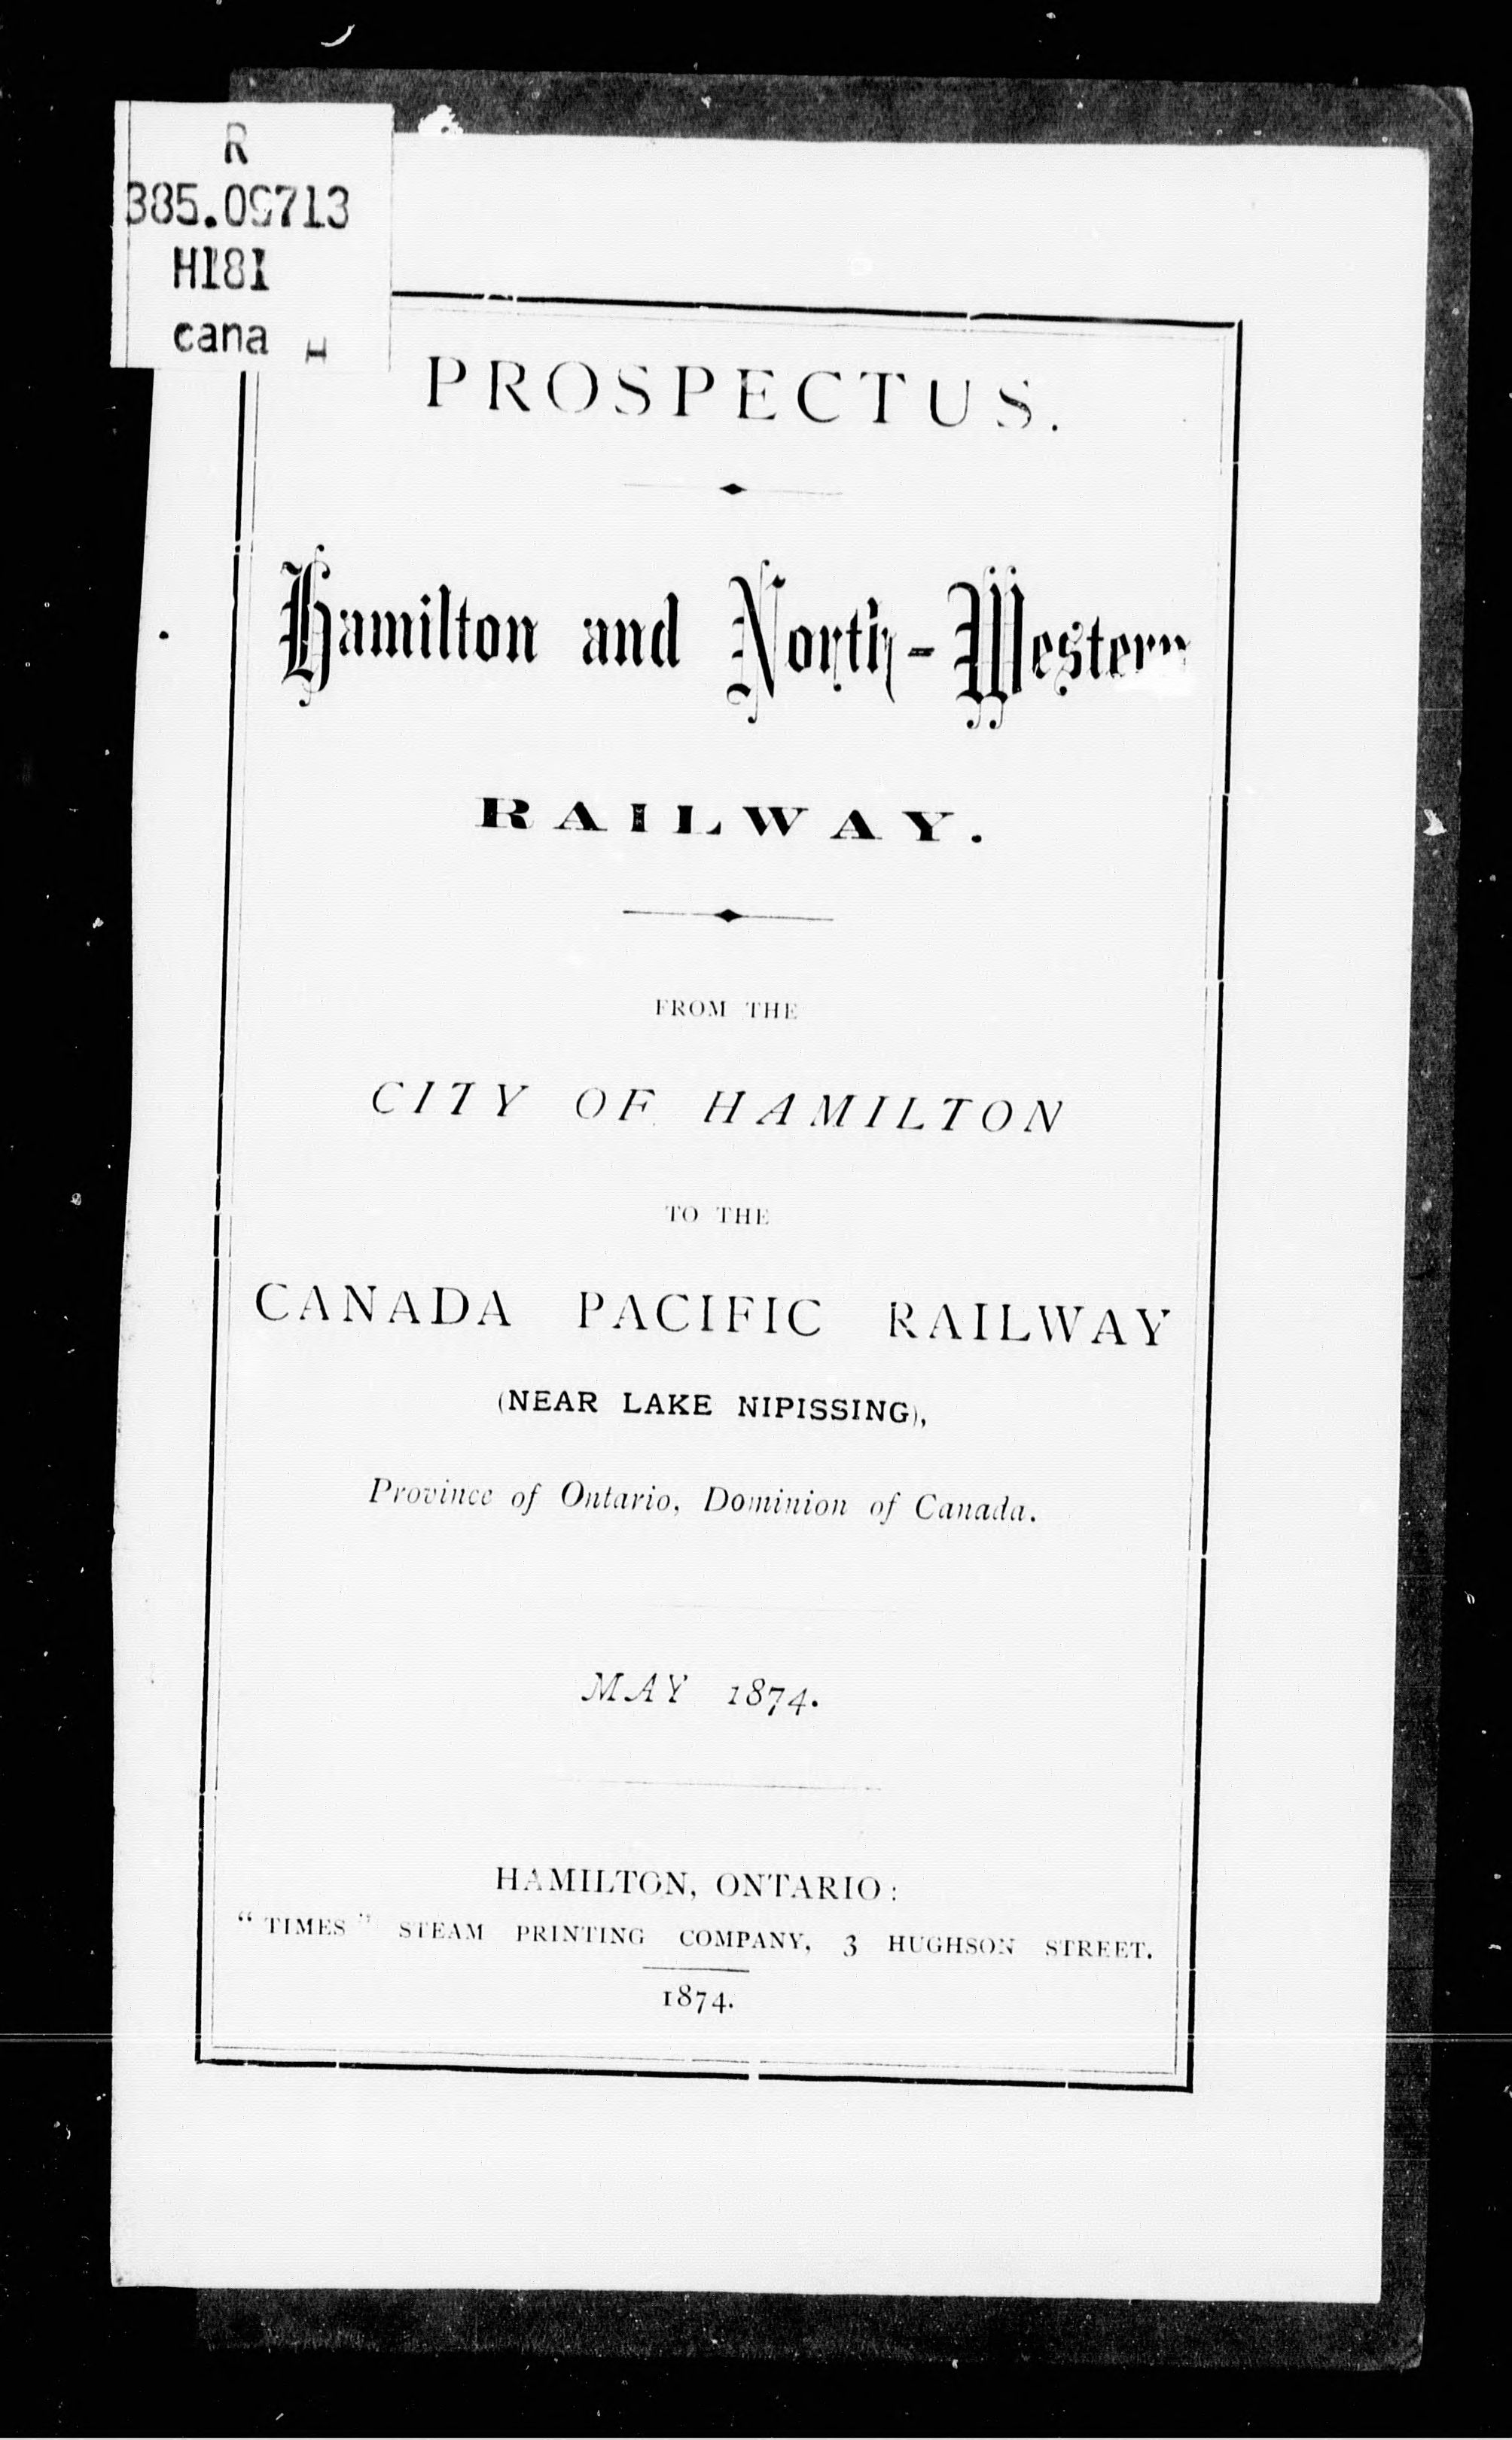 R
385.09713
H18I
cana H
PROSPECTUS.
Hamilton and North-Western
RAILWAY.
FROM THE
CITY OF HAMILTON
TO THE
CANADA PACIFIC RAILWAY
(NEAR LAKE NIPISSING),
Province of Ontario, Dominion of Canada.
MAY 1874.
HAMILTON, ONTARIO:
“TIMES” STEAM PRINTING COMPANY, 3 HUGHSON STREET.
1874.